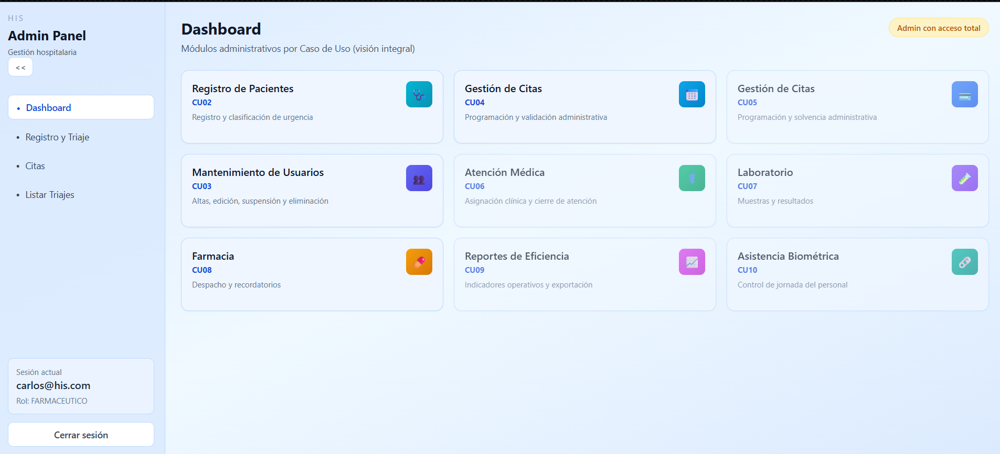 HIS
Admin Panel
Gestión hospitalaria
<<
• Dashboard
• Registro y Triaje
• Citas
• Listar Triajes
Sesión actual
carlos@his.com
Rol: FARMACEUTICO
Cerrar sesión
Dashboard
Módulos administrativos por Caso de Uso (visión integral)
Admin con acceso total
Registro de Pacientes
CU02
Registro y clasificación de urgencia
Gestión de Citas
CU04
Programación y validación administrativa
Gestión de Citas
CU05
Programación y solvencia administrativa
Mantenimiento de Usuarios
CU03
Altas, edición, suspensión y eliminación
Atención Médica
CU06
Asignación clínica y cierre de atención
Laboratorio
CU07
Muestras y resultados
Farmacia
CU08
Despacho y recordatorios
Reportes de Eficiencia
CU09
Indicadores operativos y exportación
Asistencia Biométrica
CU10
Control de jornada del personal